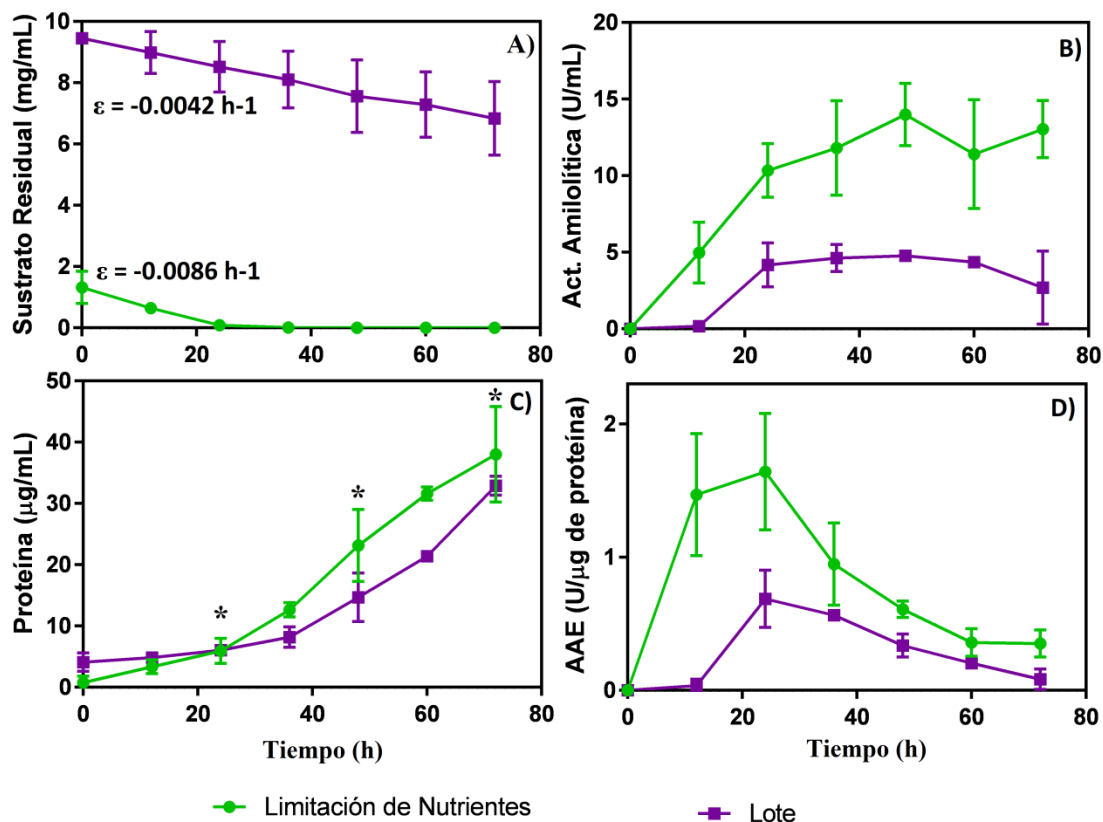 A)
Sustrato Residual (mg/mL)
10
8
6
4
2
0
ε = -0.0042 h-1
ε = -0.0086 h-1
0 20 40 60 80
B)
Act. Amilolítica (U/mL)
20
15
10
5
0
0 20 40 60 80
C)
Proteína (μg/mL)
50
40
30
20
10
0
* * *
0 20 40 60 80
Tiempo (h)
D)
AAE (U/μg de proteína)
2
1
0
0 20 40 60 80
Tiempo (h)
Limitación de Nutrientes
Lote